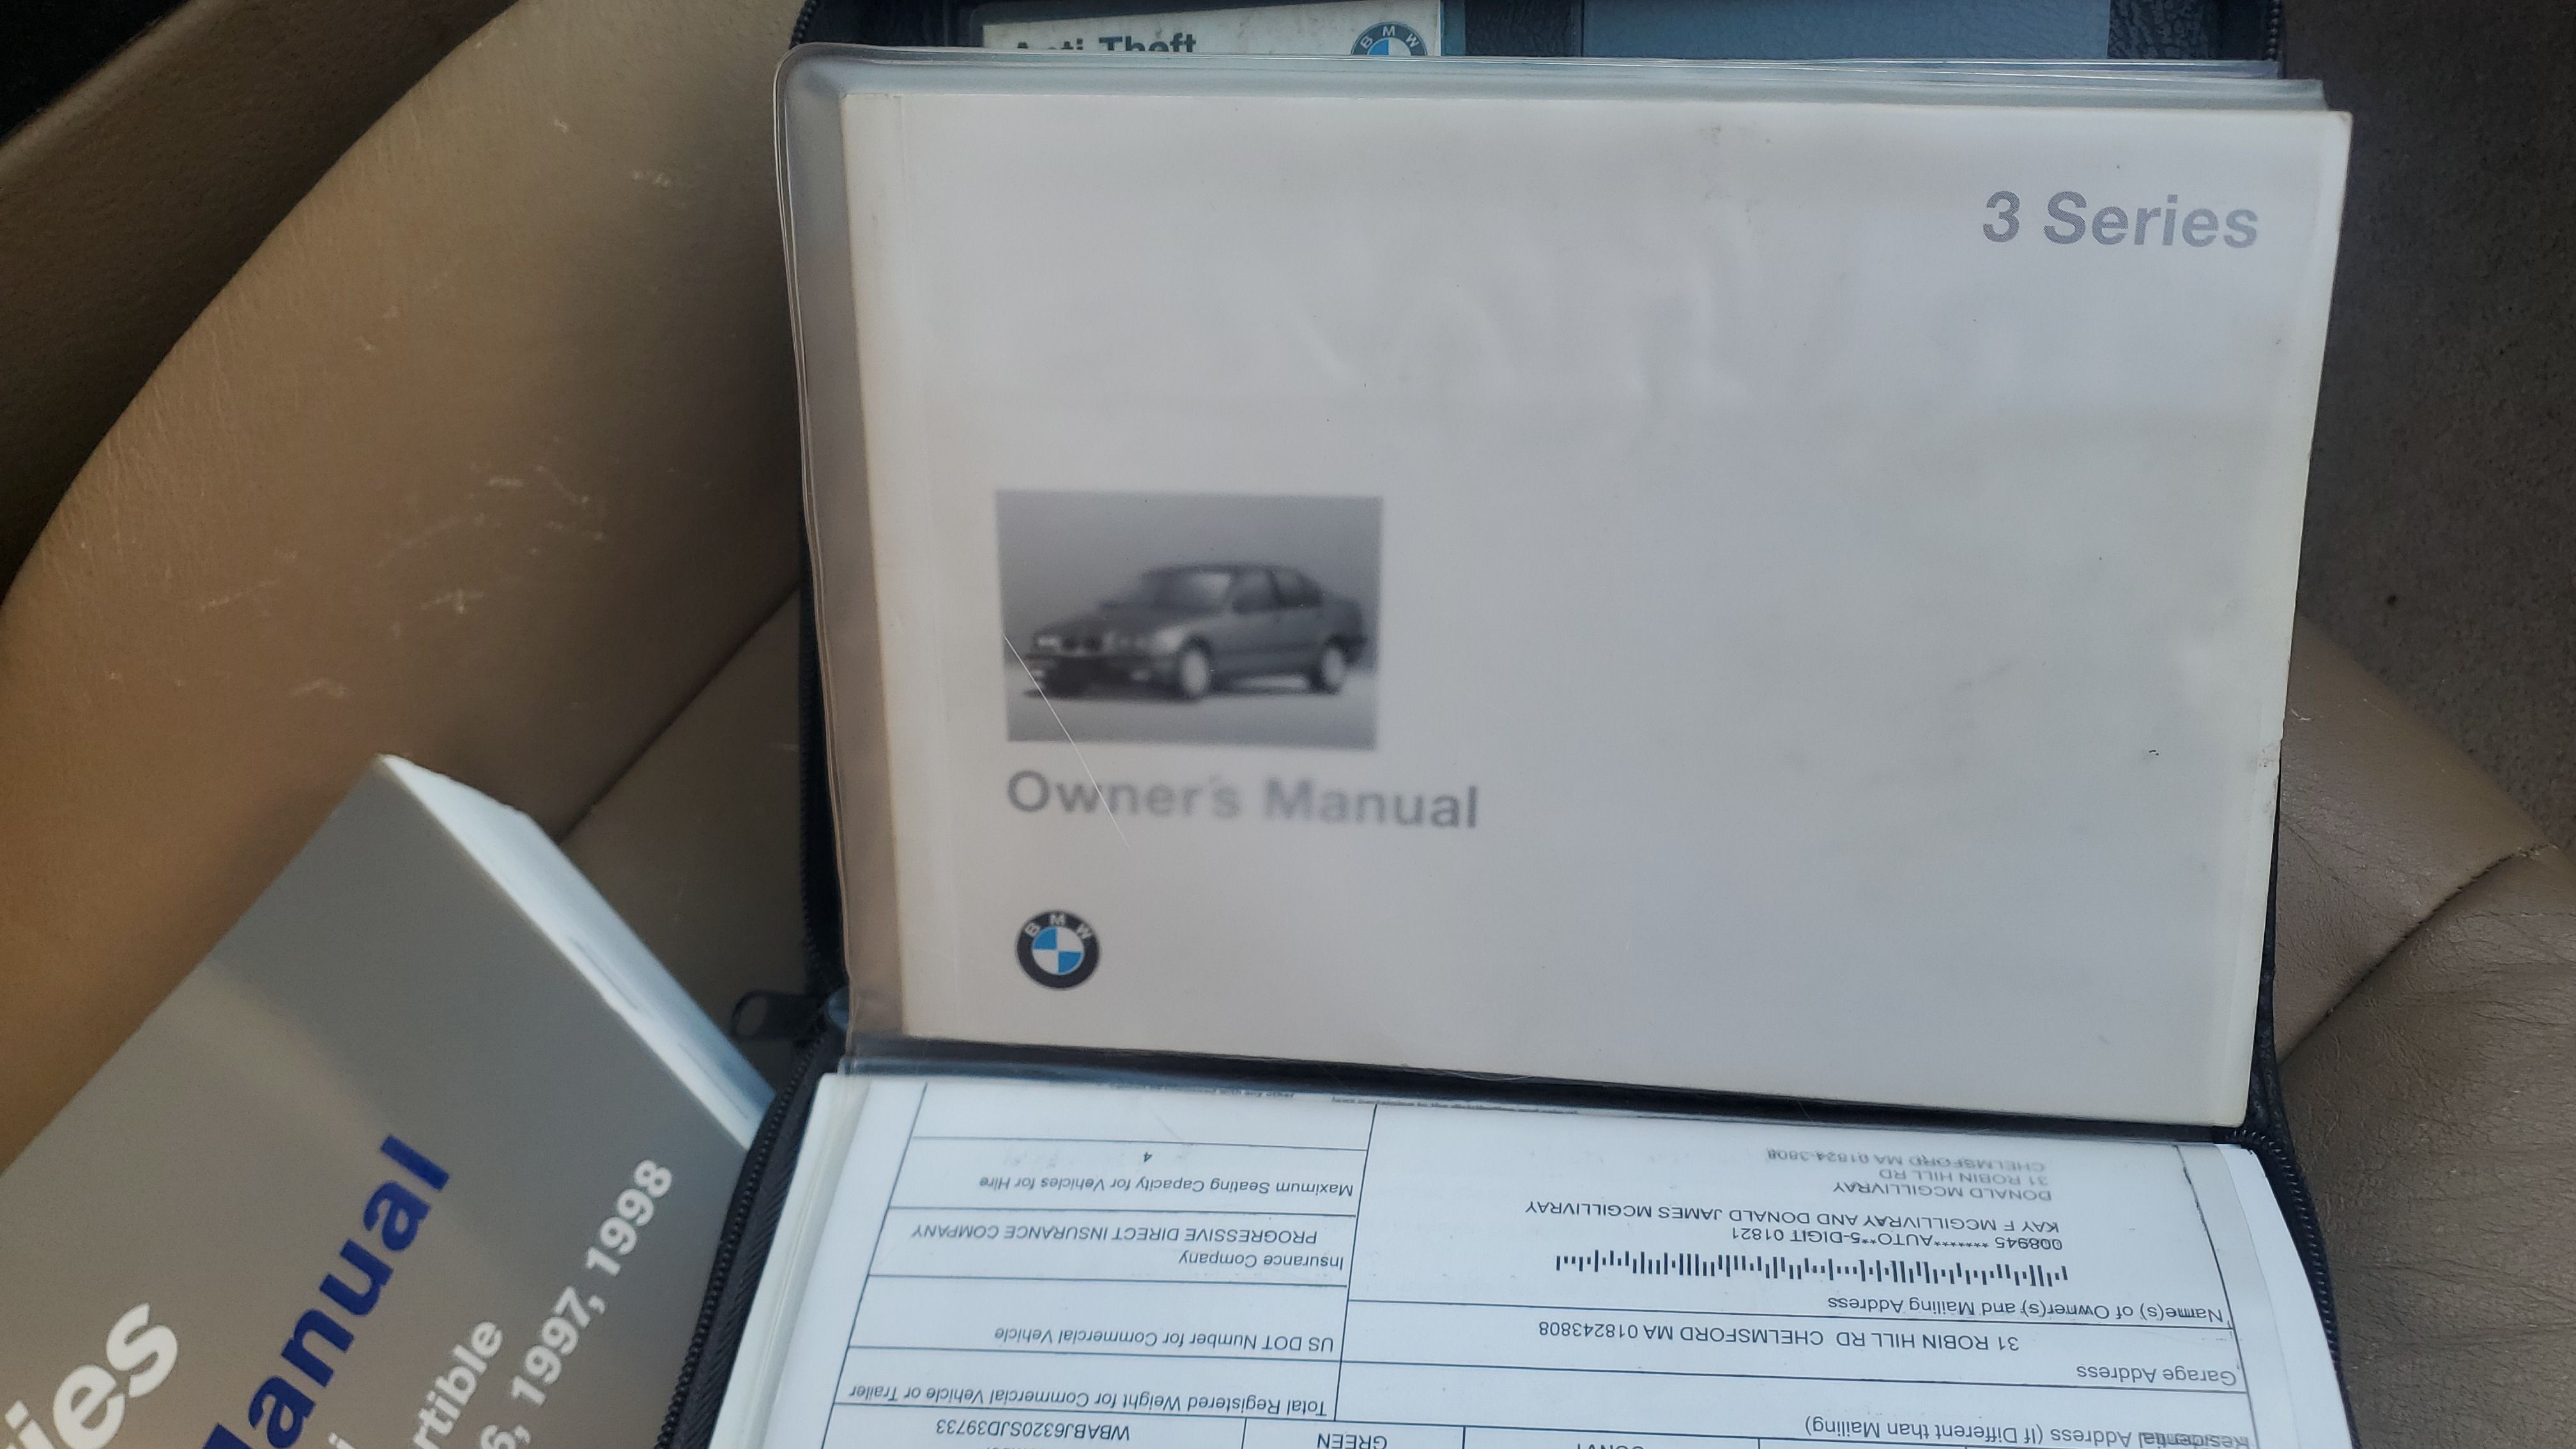 Anti-Theft
BMW
3 Series
Owner's Manual
BMW
4
Maximum Seating Capacity for Vehicles for Hire
PROGRESSIVE DIRECT INSURANCE COMPANY
Insurance Company
US DOT Number for Commercial Vehicle
Total Registered Weight for Commercial Vehicle or Trailer
WBABJ6320SJD39733
GREEN
CONVT
Residential Address (If Different than Mailing)
Garage Address
31 ROBIN HILL RD CHELMSFORD MA 018243808
Name(s) of Owner(s) and Mailing Address
008945 *******AUTO**5-DIGIT 01821
KAY F MCGILLIVRAY AND DONALD JAMES MCGILLIVRAY
DONALD MCGILLIVRAY
31 ROBIN HILL RD
CHELMSFORD MA 01824-3808
ies
anual
i
rtible
6, 1997, 1998